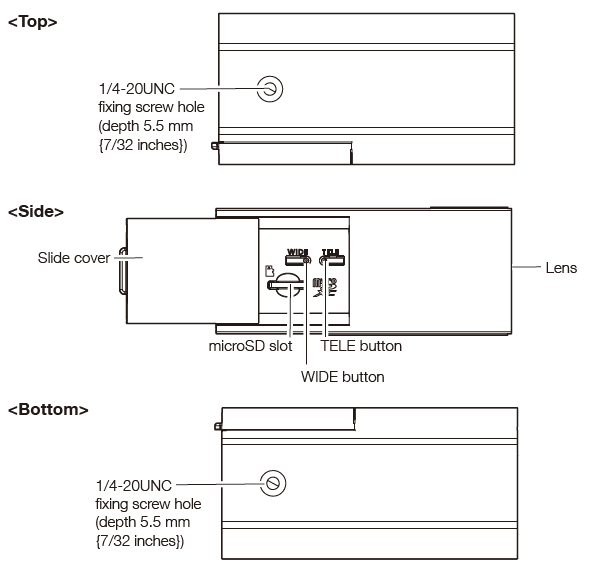 <Top>
1/4-20UNC
fixing screw hole
(depth 5.5 mm
{7/32 inches})
<Side>
WIDE
TELE
Slide cover
Lens
microSD slot
TELE button
WIDE button
<Bottom>
1/4-20UNC
fixing screw hole
(depth 5.5 mm
{7/32 inches})